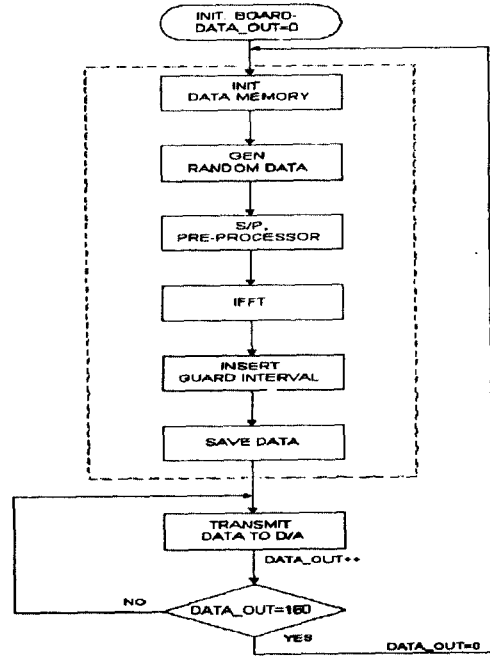 INIT. BOARD-
DATA_OUT=0
INIT
DATA MEMORY
GEN
RANDOM DATA
S/P,
PRE-PROCESSOR
IFFT
INSERT
GUARD INTERVAL
SAVE DATA
TRANSMIT
DATA TO D/A
DATA_OUT++
NO
DATA_OUT=160
YES
DATA_OUT=0